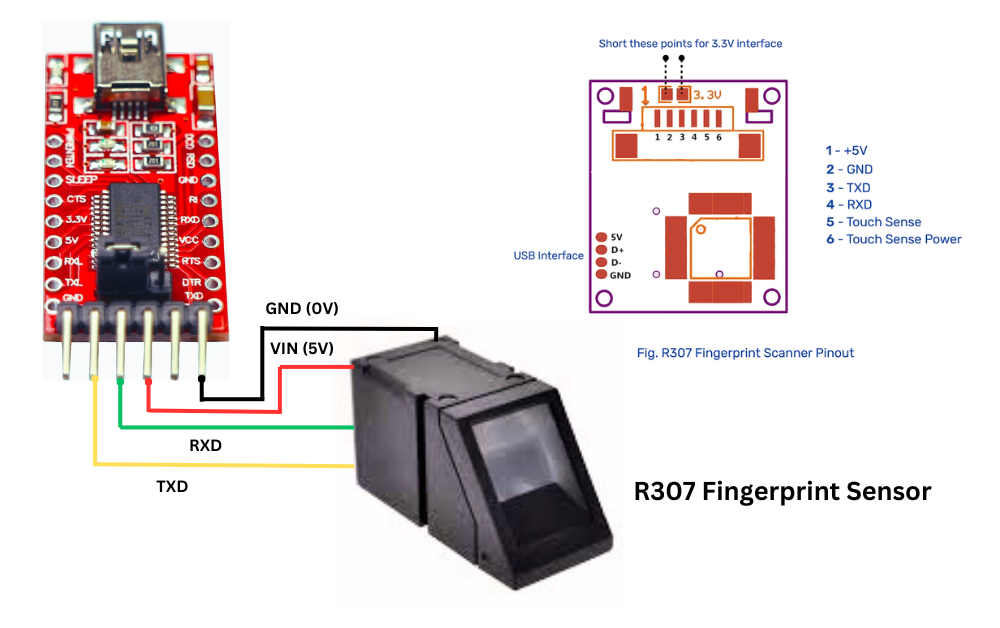 PWREN
TEN
SLEEP
CTS
3.3V
5V
RXL
TXL
GND
DCD
DSR
GND
RI
RXD
VCC
RTS
DTR
TXD
GND (0V)
VIN (5V)
RXD
TXD
Short these points for 3.3V interface
1
3.3V
1 2 3 4 5 6
USB Interface
5V
D+
D-
GND
1 - +5V
2 - GND
3 - TXD
4 - RXD
5 - Touch Sense
6 - Touch Sense Power
Fig. R307 Fingerprint Scanner Pinout
R307 Fingerprint Sensor